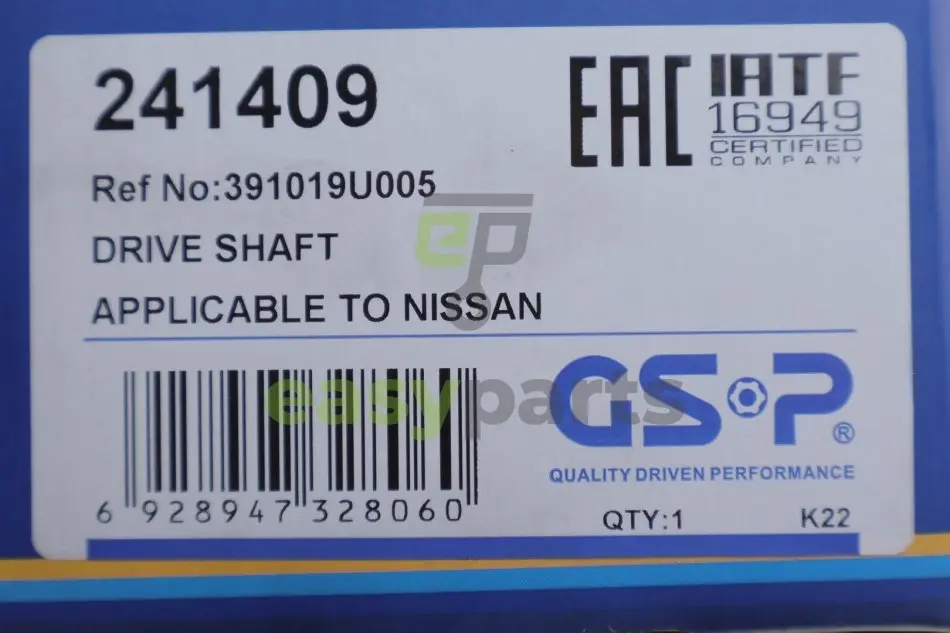 241409
EAC
IATF
16949
CERTIFIED
COMPANY
Ref No:391019U005
DRIVE SHAFT
ep
APPLICABLE TO NISSAN
easyparts
GSP®
QUALITY DRIVEN PERFORMANCE
6 928947 328060
QTY:1
K22